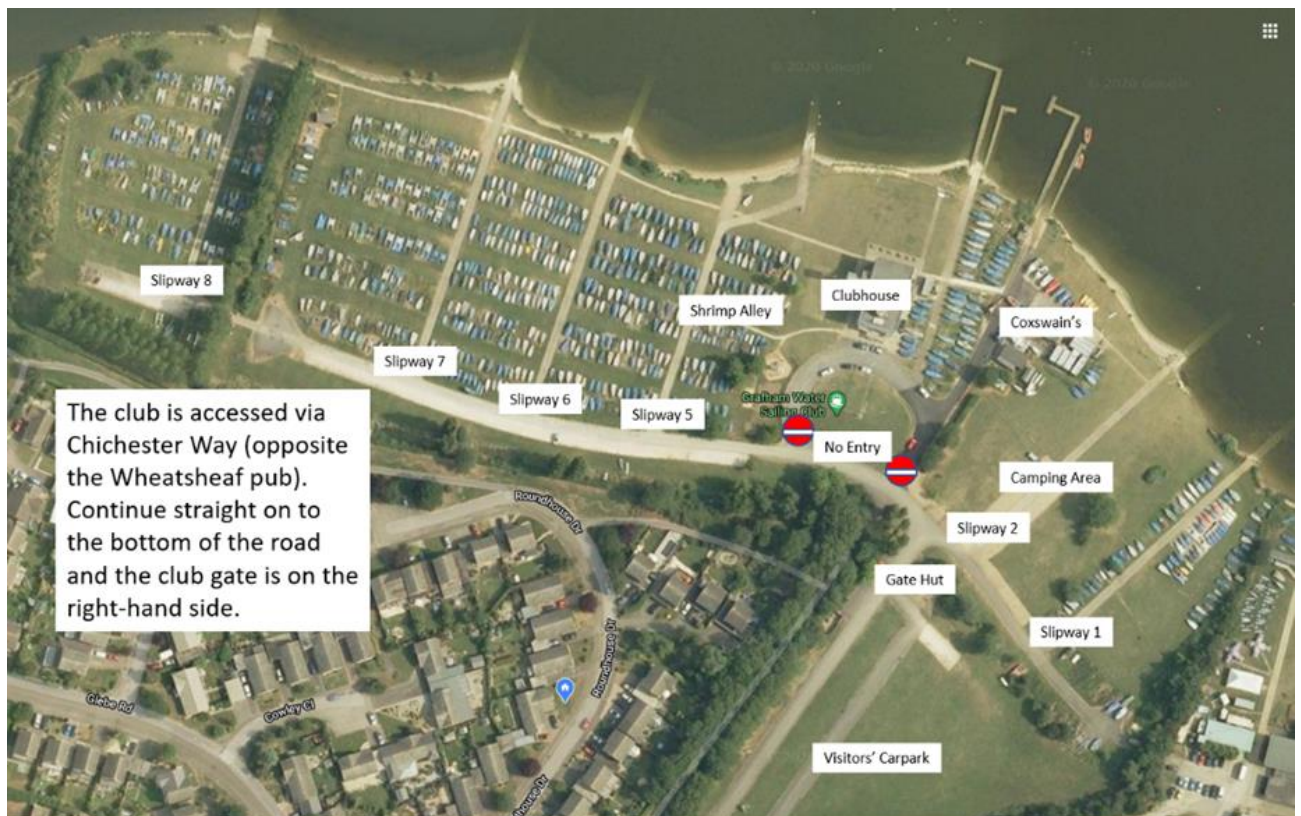 © 2020 Google
© 2020 Google
Slipway 8
Shrimp Alley
Clubhouse
Coxswain's
Slipway 7
Slipway 6
Slipway 5
Grafham Water
Sailing Club
No Entry
Camping Area
Slipway 2
Gate Hut
Slipway 1
Visitors' Carpark
The club is accessed via
Chichester Way (opposite
the Wheatsheaf pub).
Continue straight on to
the bottom of the road
and the club gate is on the
right-hand side.
Roundhouse Dr
Roundhouse Dr
Glebe Rd
Cowley Cl
house Dr